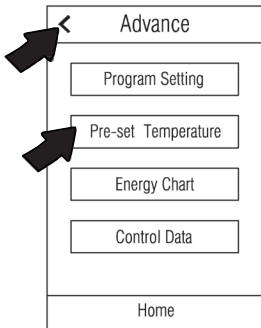 Advance
Program Setting
Pre-set Temperature
Energy Chart
Control Data
Home